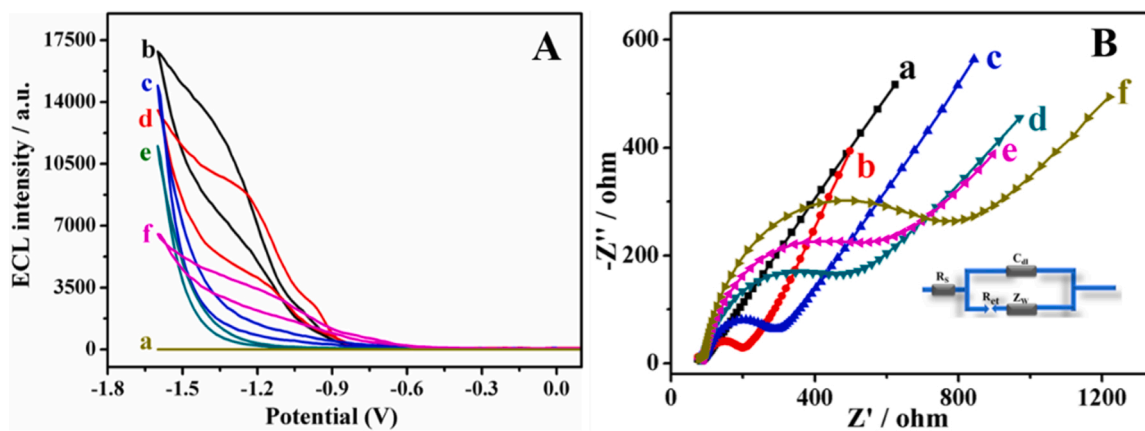 A
ECL intensity / a.u.
17500
14000
10500
7000
3500
0
b
c
d
e
f
a
-1.8
-1.5
-1.2
-0.9
-0.6
-0.3
0.0
Potential (V)
B
-Z'' / ohm
600
400
200
0
a
c
f
d
e
b
Rs
Cdl
Ret
Zw
0
400
800
1200
Z' / ohm